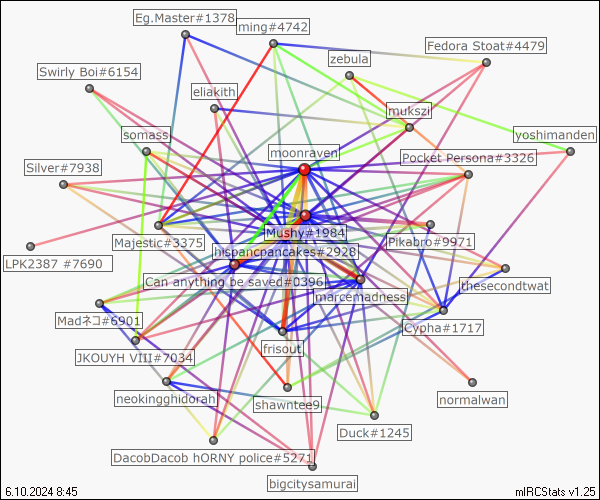 Eg.Master#1378
ming#4742
Fedora Stoat#4479
zebula
Swirly Boi#6154
eliakith
mukszi
somass
yoshimanden
moonraven
Pocket Persona#3326
Silver#7938
Mushy#1984
Majestic#3375
Pikabro#9971
hispancpancakes#2928
LPK2387 #7690
Can anything be saved#0396
thesecondtwat
marcemadness
Madネコ#6901
Cypha#1717
frisout
JKOUYH VIII#7034
neokingghidorah
shawntee9
normalwan
Duck#1245
DacobDacob hORNY police#5271
bigcitysamurai
6.10.2024 8:45
mIRCStats v1.25